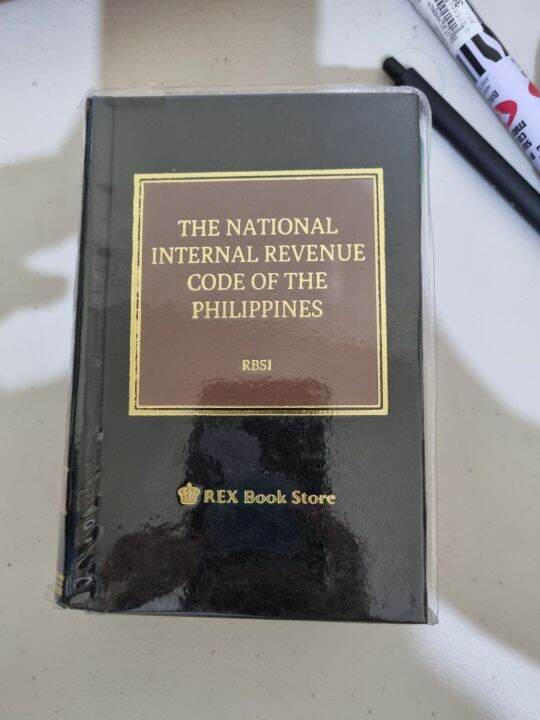 THE NATIONAL
INTERNAL REVENUE
CODE OF THE
PHILIPPINES
RBSI
REX Book Store